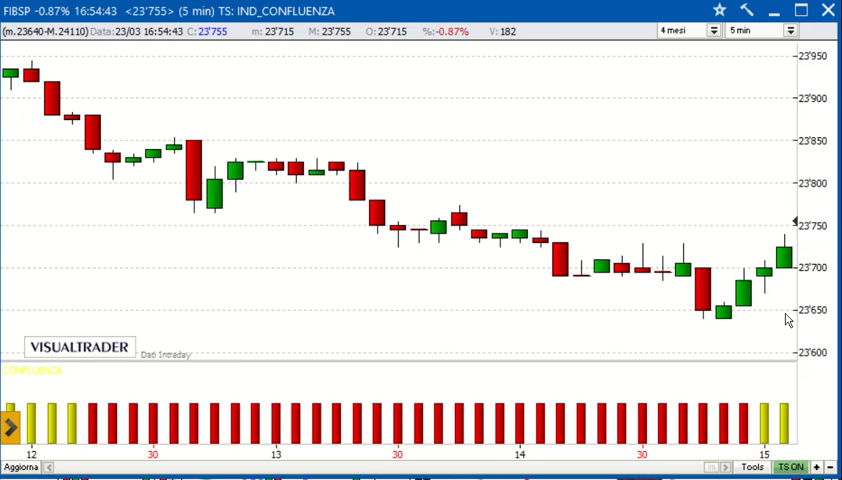 FIBSP -0.87% 16:54:43 <23'755> (5 min) TS: IND_CONFLUENZA
(m.23640-M.24110) Data:23/03 16:54:43 C: 23'755 m: 23'715 M: 23'755 O: 23'715 %: -0.87% V: 182 4 mesi 5 min
23'950
23'900
23'850
23'800
23'750
23'700
23'650
23'600
VISUALTRADER Dati Intraday
CONFLUENZA
12 30 13 30 14 30 15
Aggiorna Tools TS ON + -